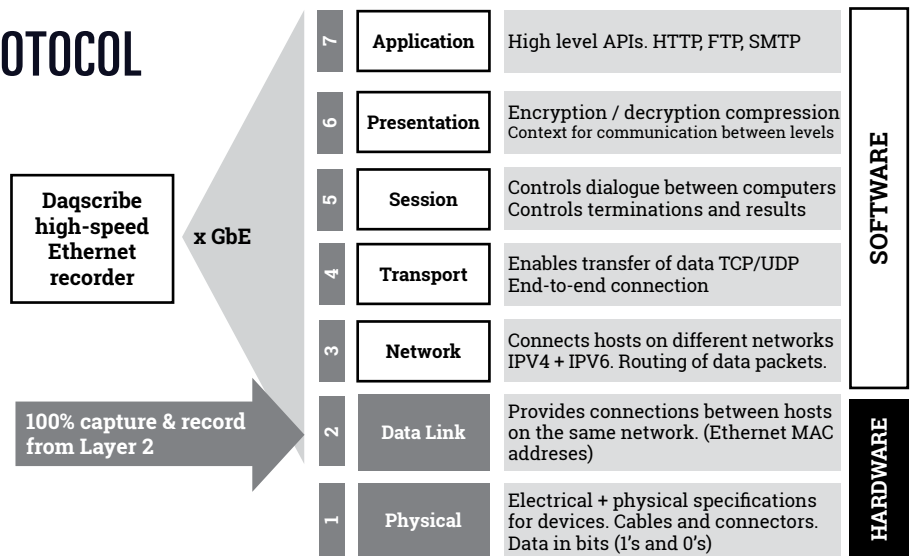 OTOCOL
Daqscribe
high-speed
Ethernet
recorder
x GbE
100% capture & record
from Layer 2
7
Application
High level APIs. HTTP, FTP, SMTP
6
Presentation
Encryption / decryption compression
Context for communication between levels
5
Session
Controls dialogue between computers
Controls terminations and results
4
Transport
Enables transfer of data TCP/UDP
End-to-end connection
3
Network
Connects hosts on different networks
IPV4 + IPV6. Routing of data packets.
2
Data Link
Provides connections between hosts
on the same network. (Ethernet MAC
addreses)
1
Physical
Electrical + physical specifications
for devices. Cables and connectors.
Data in bits (1's and 0's)
SOFTWARE
HARDWARE